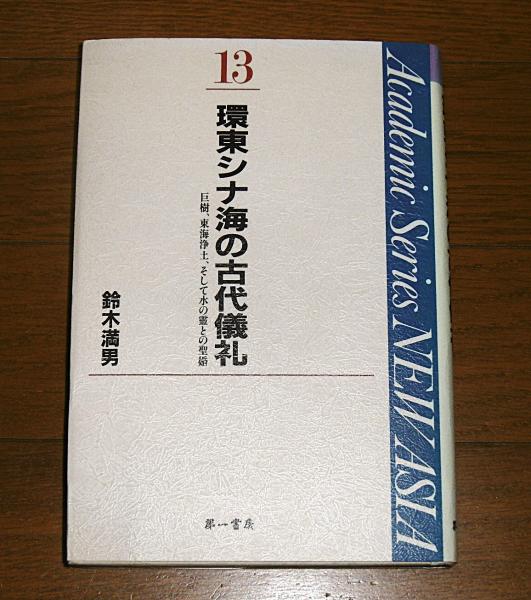 13
環東シナ海の古代儀礼
巨樹、東海浄土、そして水の靈との聖婚
鈴木満男
第一書房
Academic Series NEW ASIA